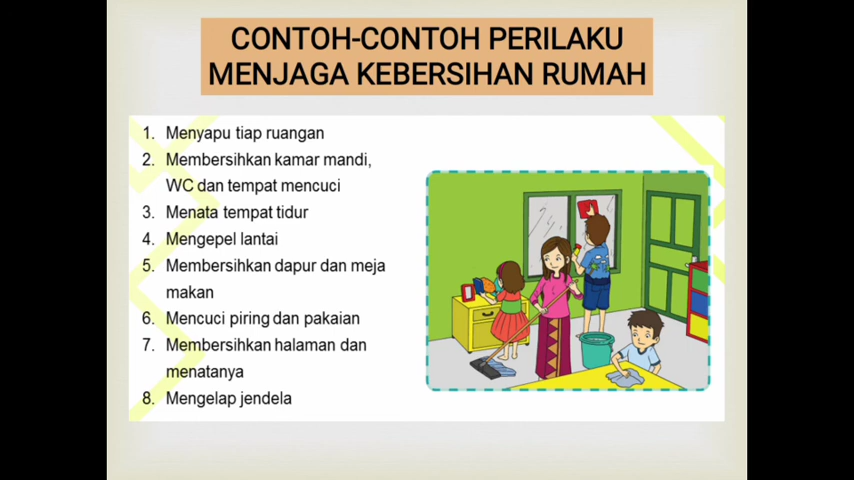 CONTOH-CONTOH PERILAKU
MENJAGA KEBERSIHAN RUMAH
1. Menyapu tiap ruangan
2. Membersihkan kamar mandi,
WC dan tempat mencuci
3. Menata tempat tidur
4. Mengepel lantai
5. Membersihkan dapur dan meja
makan
6. Mencuci piring dan pakaian
7. Membersihkan halaman dan
menatanya
8. Mengelap jendela